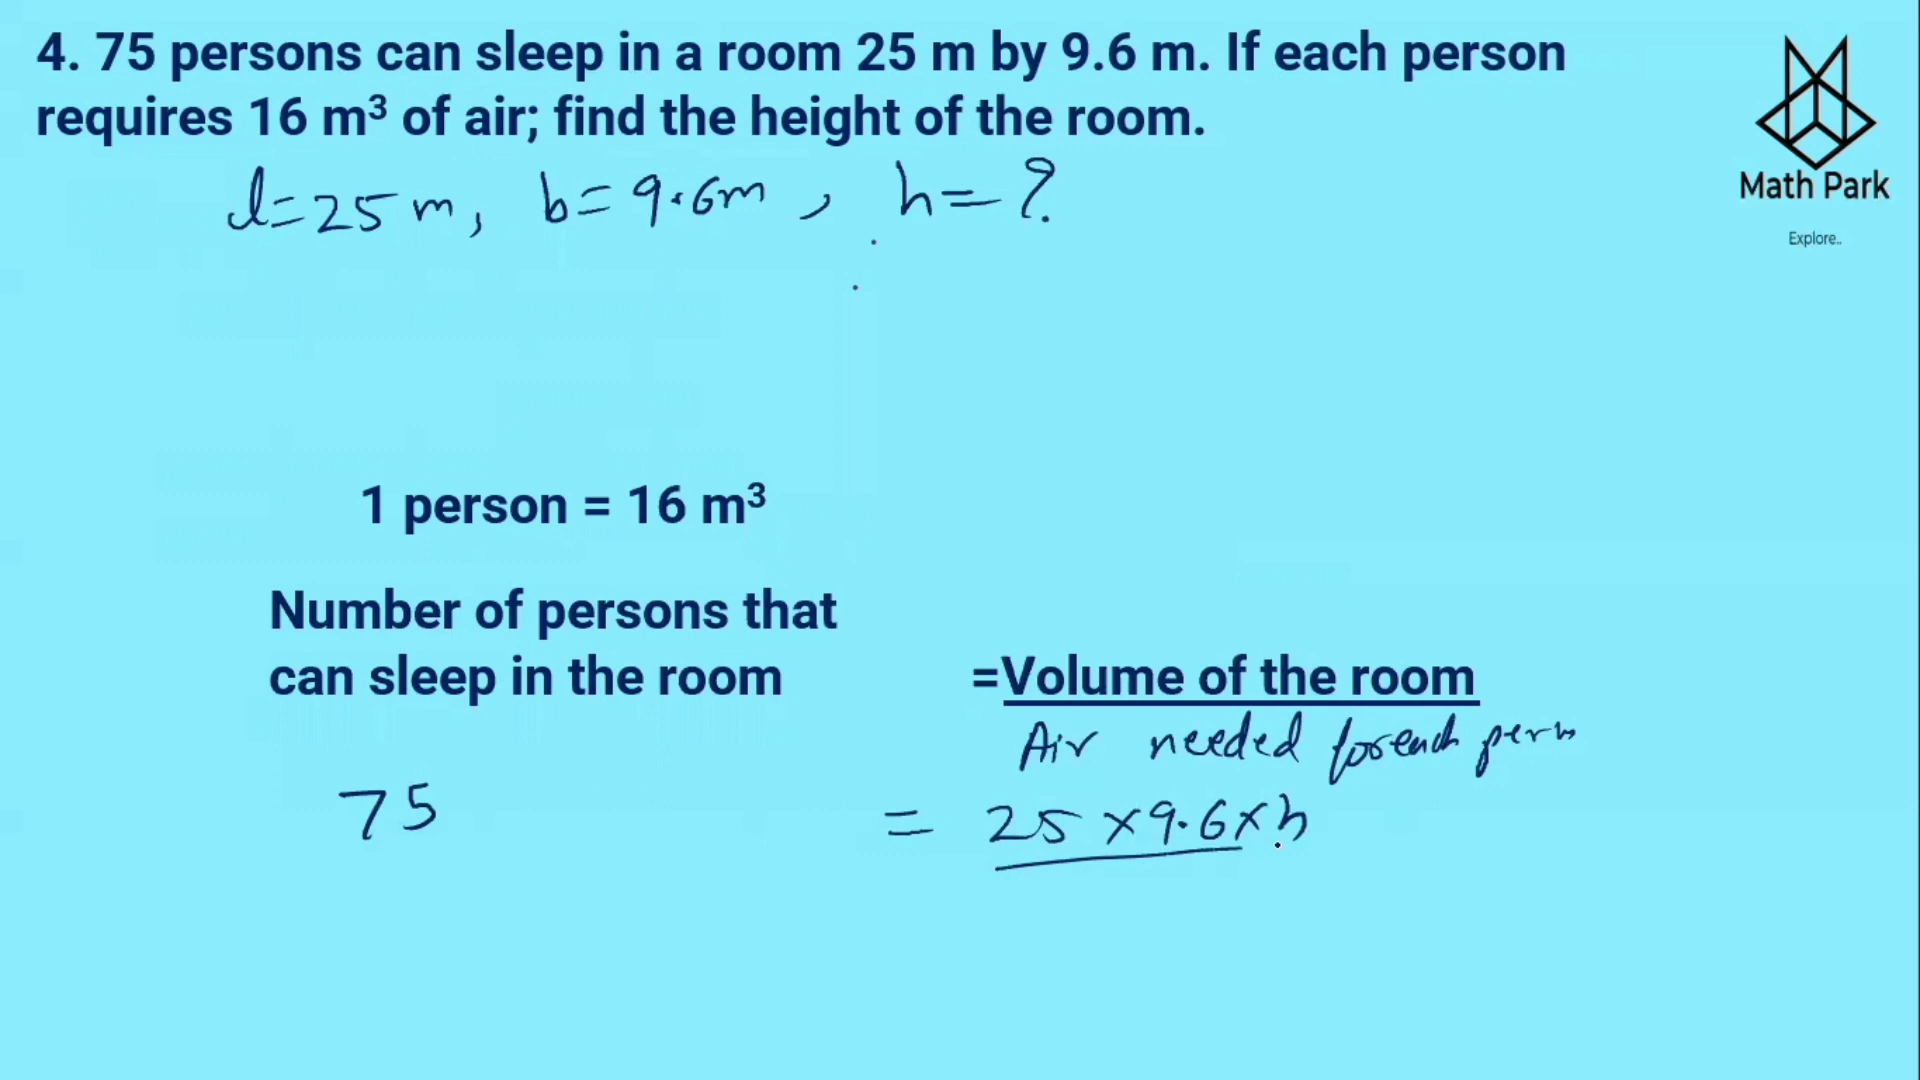 4. 75 persons can sleep in a room 25 m by 9.6 m. If each person
requires 16 m³ of air; find the height of the room.
Math Park
Explore..
l=25 m, b=9.6m, h=?
1 person = 16 m³
Number of persons that
can sleep in the room =Volume of the room
Air needed for each
75 = 25 ×9.6×h